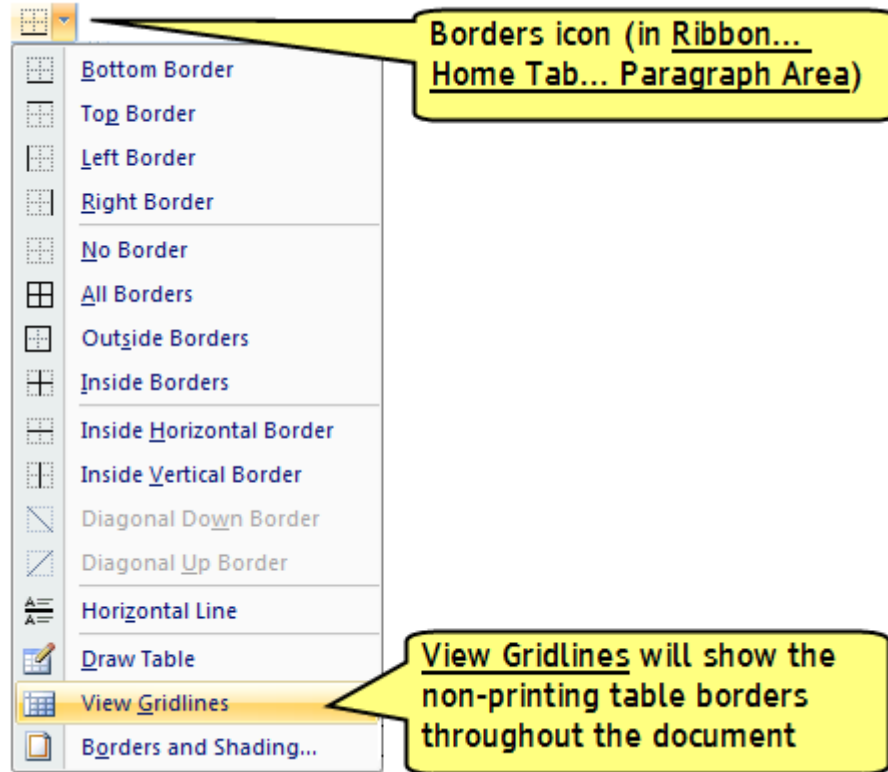 Borders icon (in Ribbon...
Home Tab... Paragraph Area)
Bottom Border
Top Border
Left Border
Right Border
No Border
All Borders
Outside Borders
Inside Borders
Inside Horizontal Border
Inside Vertical Border
Diagonal Down Border
Diagonal Up Border
Horizontal Line
Draw Table
View Gridlines
Borders and Shading...
View Gridlines will show the
non-printing table borders
throughout the document